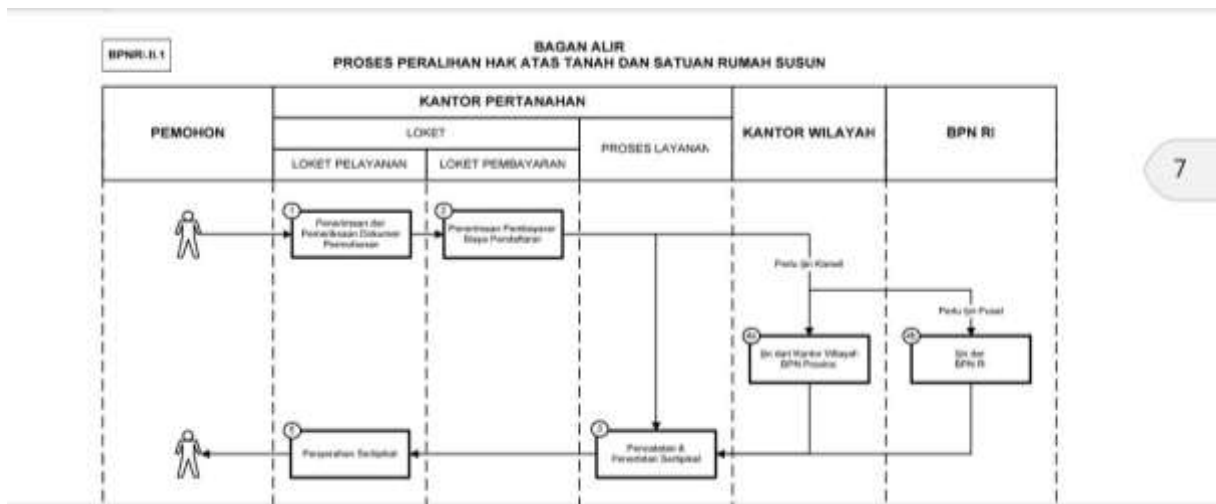 BPNRI.II.1
BAGAN ALIR
PROSES PERALIHAN HAK ATAS TANAH DAN SATUAN RUMAH SUSUN
PEMOHON
KANTOR PERTANAHAN
KANTOR WILAYAH
BPN RI
LOKET
PROSES LAYANAN
LOKET PELAYANAN
LOKET PEMBAYARAN
7
1
Penerimaan dan
Pemeriksaan Dokumen
Permohonan
2
Penerimaan Pembayaran
Biaya Pendaftaran
Perlu Ijin Kanwil
Perlu Ijin Pusat
4a
Ijin dari Kantor Wilayah
BPN Provinsi
4b
Ijin dari
BPN RI
5
Penyerahan Sertipikat
3
Pencatatan &
Penerbitan Sertipikat